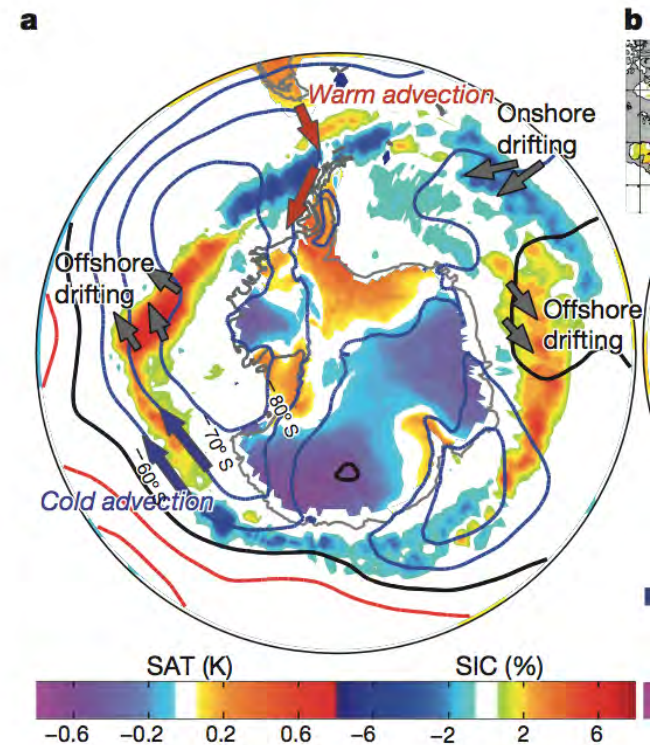 a
b
Warm advection
Onshore
drifting
Offshore
drifting
Offshore
drifting
80° S
70° S
60° S
Cold advection
SAT (K)
SIC (%)
−0.6 −0.2 0.2 0.6 −6 −2 2 6